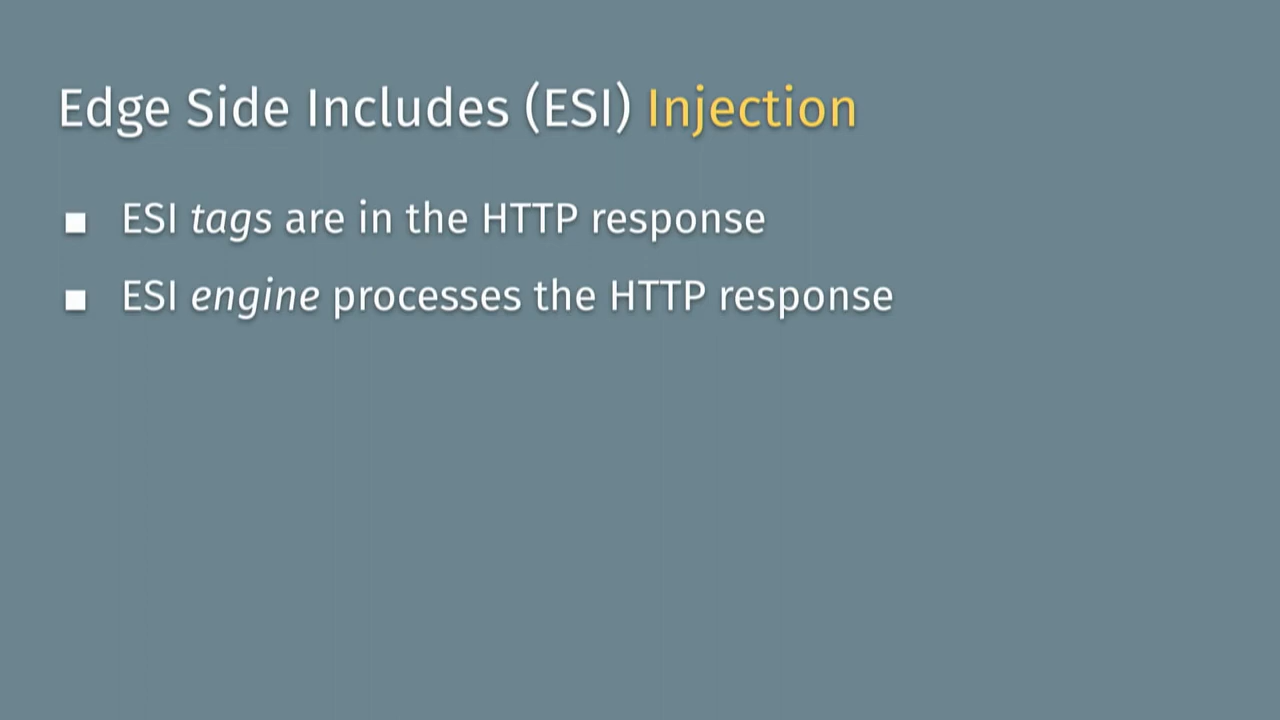 Edge Side Includes (ESI) Injection
▪ ESI tags are in the HTTP response
▪ ESI engine processes the HTTP response